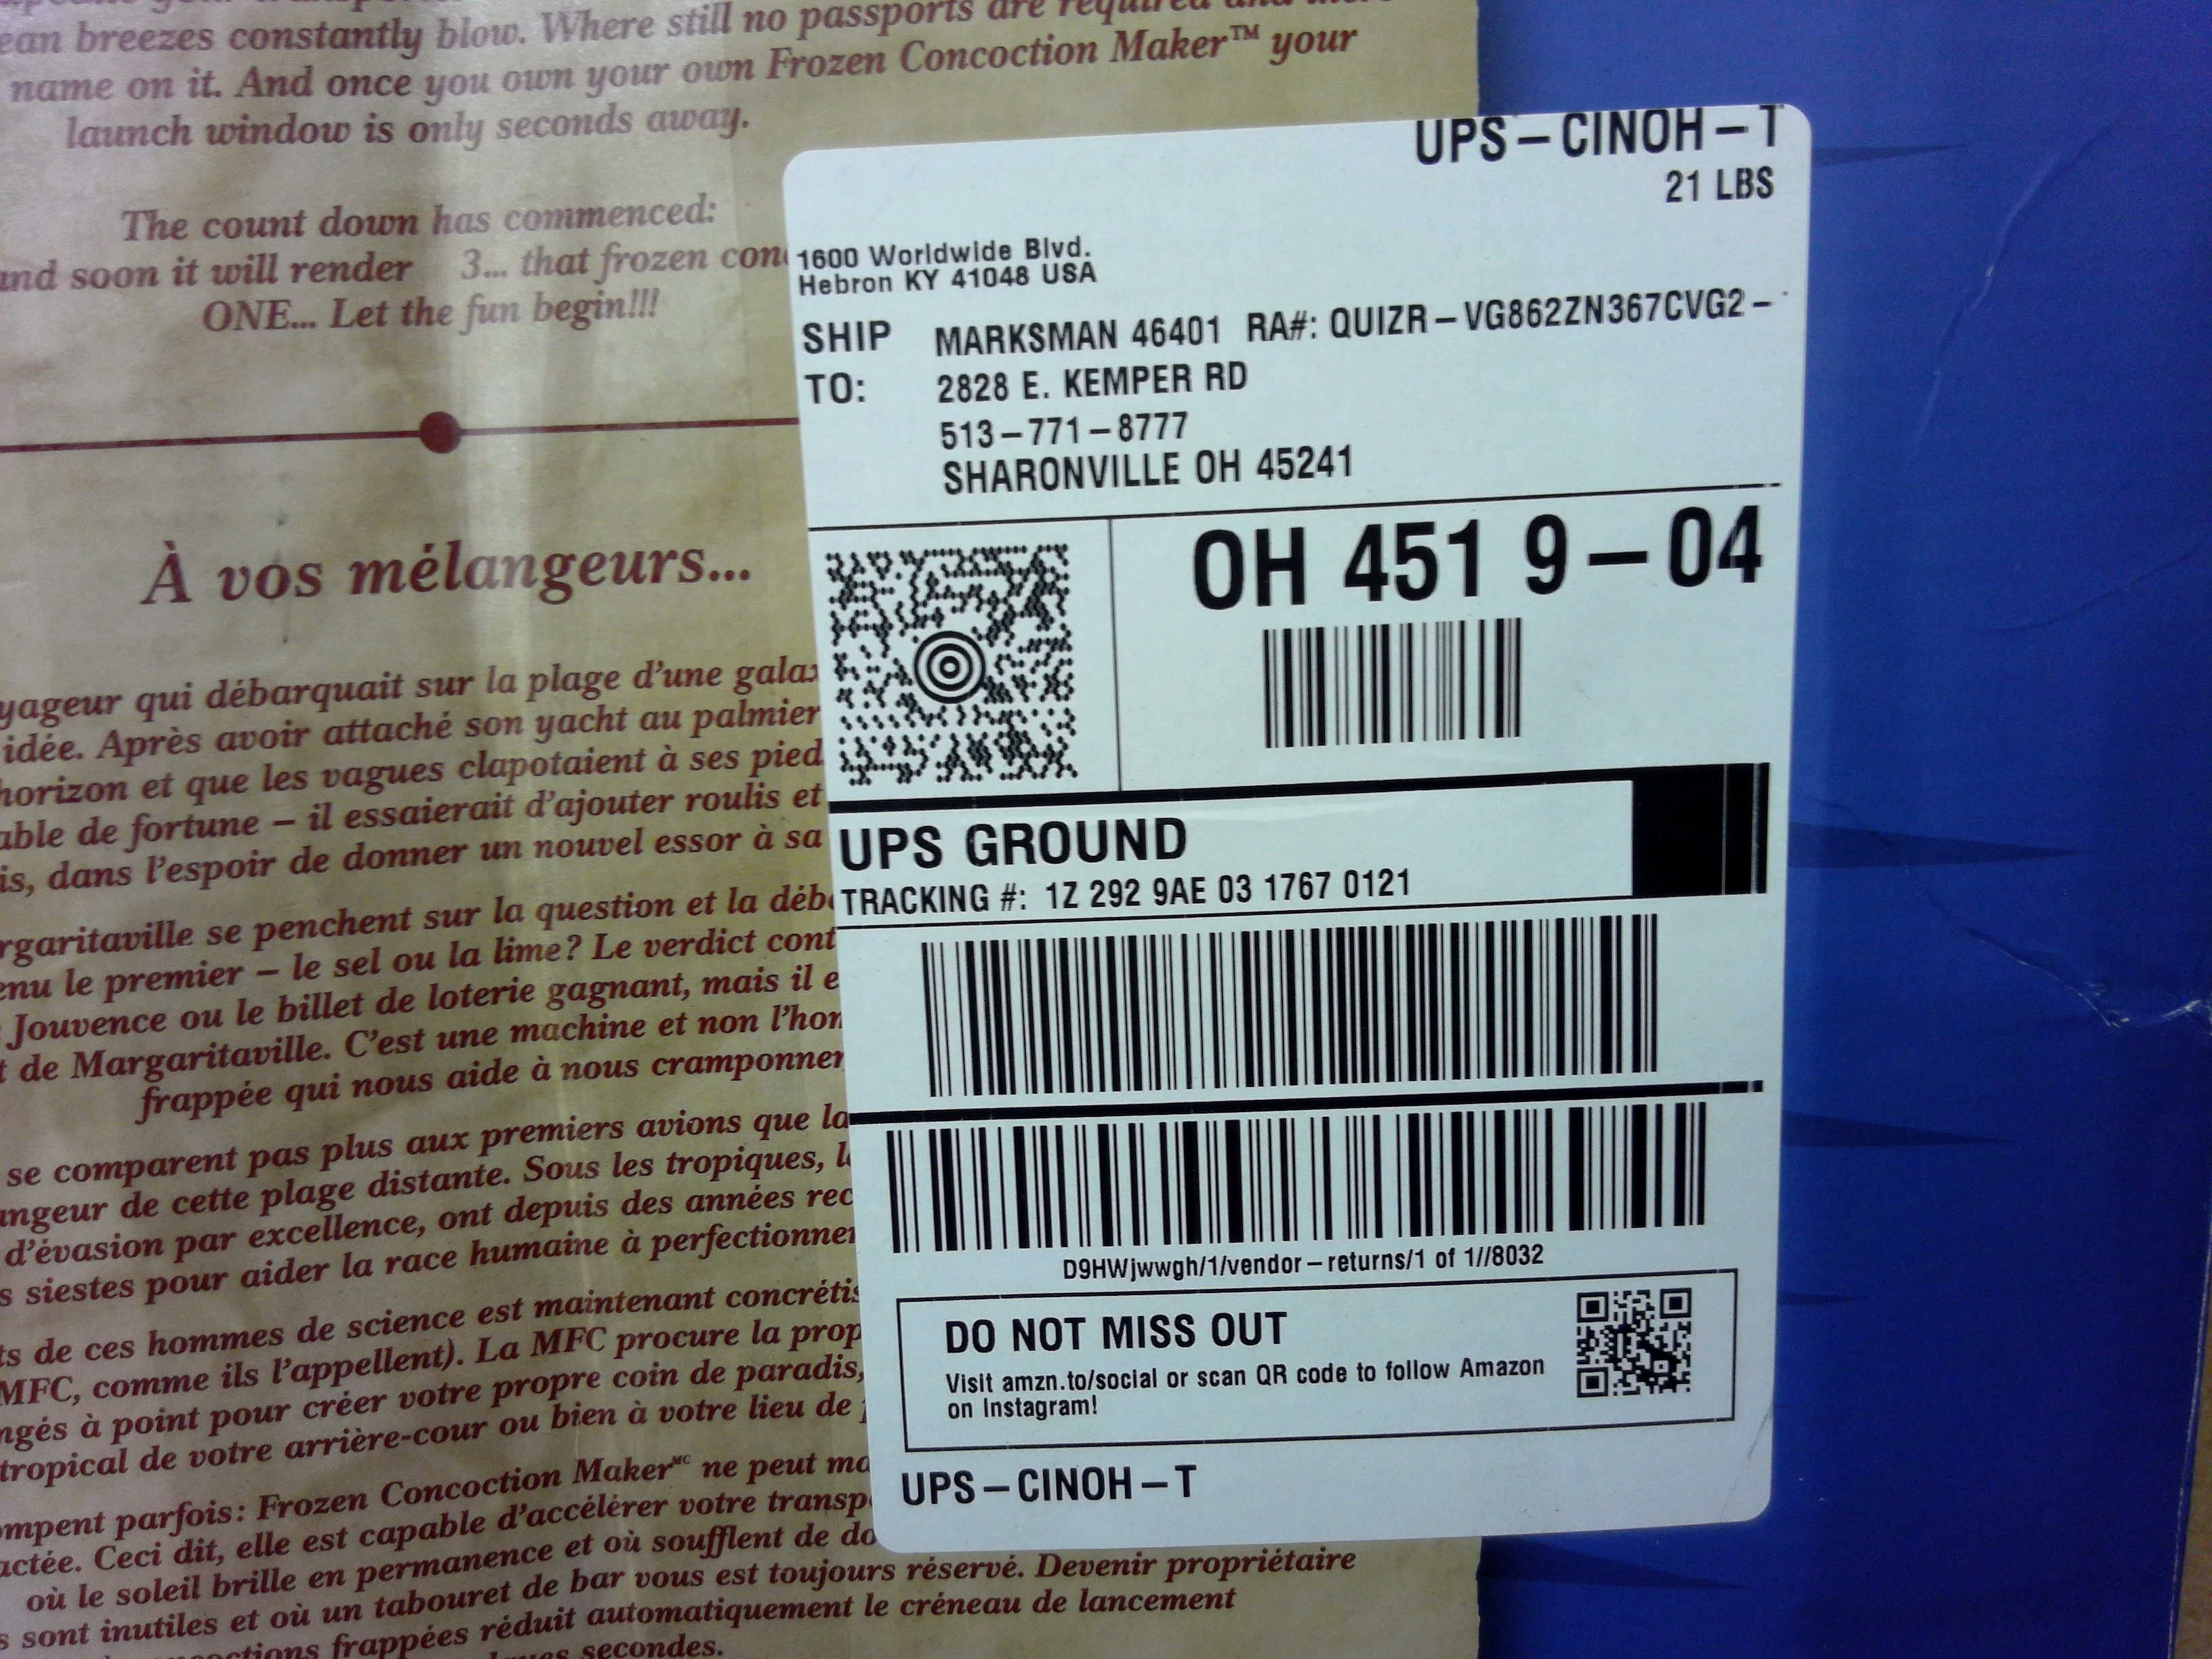 ean breezes constantly blow. Where still no passports are required and
name on it. And once you own your own Frozen Concoction Maker™ your
launch window is only seconds away.
The count down has commenced:
and soon it will render 3... that frozen con
ONE... Let the fun begin!!!
À vos mélangeurs...
yageur qui débarquait sur la plage d'une gala
idée. Après avoir attaché son yacht au palmier
horizon et que les vagues clapotaient à ses pied
able de fortune – il essaierait d'ajouter roulis et
is, dans l'espoir de donner un nouvel essor à sa
rgaritaville se penchent sur la question et la déb
enu le premier – le sel ou la lime? Le verdict cont
Jouvence ou le billet de loterie gagnant, mais il e
t de Margaritaville. C'est une machine et non l'hom
frappée qui nous aide à nous cramponner
se comparent pas plus aux premiers avions que la
angeur de cette plage distante. Sous les tropiques, l
d'évasion par excellence, ont depuis des années rec
s siestes pour aider la race humaine à perfectionner
ts de ces hommes de science est maintenant concrétis
MFC, comme ils l'appellent). La MFC procure la prop
ngés à point pour créer votre propre coin de paradis,
tropical de votre arrière-cour ou bien à votre lieu de
ompent parfois: Frozen Concoction Maker MC ne peut ma
actée. Ceci dit, elle est capable d'accélérer votre transp
où le soleil brille en permanence et où soufflent de do
s sont inutiles et où un tabouret de bar vous est toujours réservé. Devenir propriétaire
ctions frappées réduit automatiquement le créneau de lancement
secondes.
UPS-CINOH-T
21 LBS
1600 Worldwide Blvd.
Hebron KY 41048 USA
SHIP MARKSMAN 46401 RA#: QUIZR-VG862ZN367CVG2-
TO: 2828 E. KEMPER RD
513-771-8777
SHARONVILLE OH 45241
OH 451 9-04
UPS GROUND
TRACKING #: 1Z 292 9AE 03 1767 0121
D9HWjwwgh/1/vendor-returns/1 of 1//8032
DO NOT MISS OUT
Visit amzn.to/social or scan QR code to follow Amazon
on Instagram!
UPS-CINOH-T